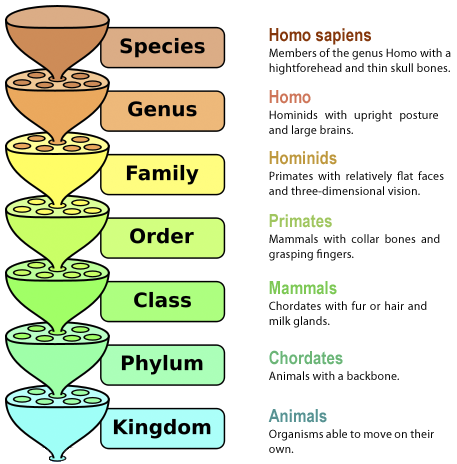 Species
Homo sapiens
Members of the genus Homo with a
hightforehead and thin skull bones.
Genus
Homo
Hominids with upright posture
and large brains.
Family
Hominids
Primates with relatively flat faces
and three-dimensional vision.
Order
Primates
Mammals with collar bones and
grasping fingers.
Class
Mammals
Chordates with fur or hair and
milk glands.
Phylum
Chordates
Animals with a backbone.
Kingdom
Animals
Organisms able to move on their
own.